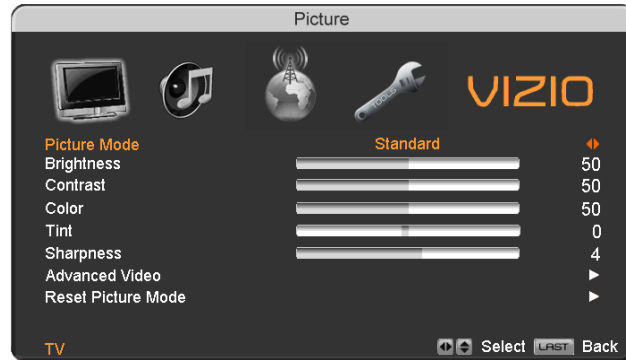 Picture
TOOLS
VIZIO
Picture Mode Standard
Brightness 50
Contrast 50
Color 50
Tint 0
Sharpness 4
Advanced Video
Reset Picture Mode
TV Select LAST Back